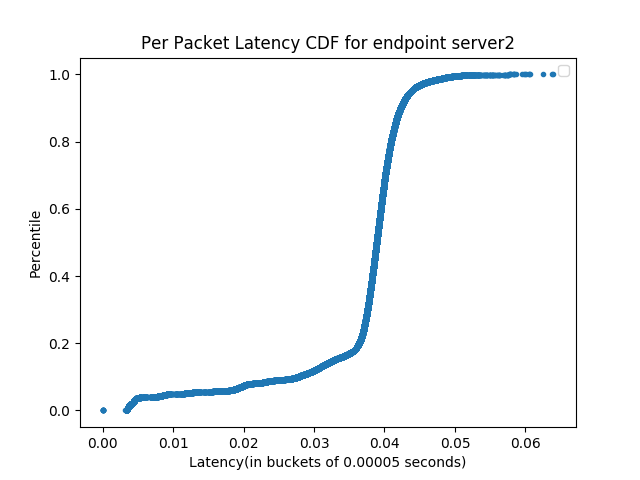 Per Packet Latency CDF for endpoint server2
1.0
0.8
0.6
0.4
0.2
0.0
Percentile
0.00 0.01 0.02 0.03 0.04 0.05 0.06
Latency(in buckets of 0.00005 seconds)